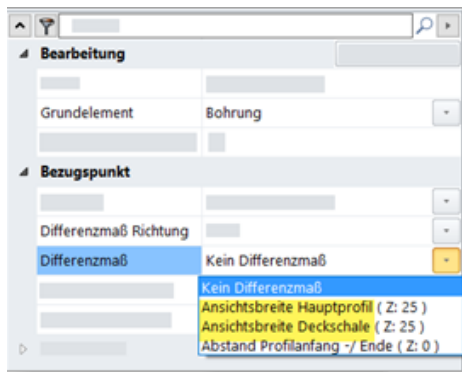 Bearbeitung
Grundelement Bohrung
Bezugspunkt
Differenzmaß Richtung
Differenzmaß Kein Differenzmaß
Kein Differenzmaß
Ansichtsbreite Hauptprofil ( Z: 25 )
Ansichtsbreite Deckschale ( Z: 25 )
Abstand Profilanfang -/ Ende ( Z: 0 )